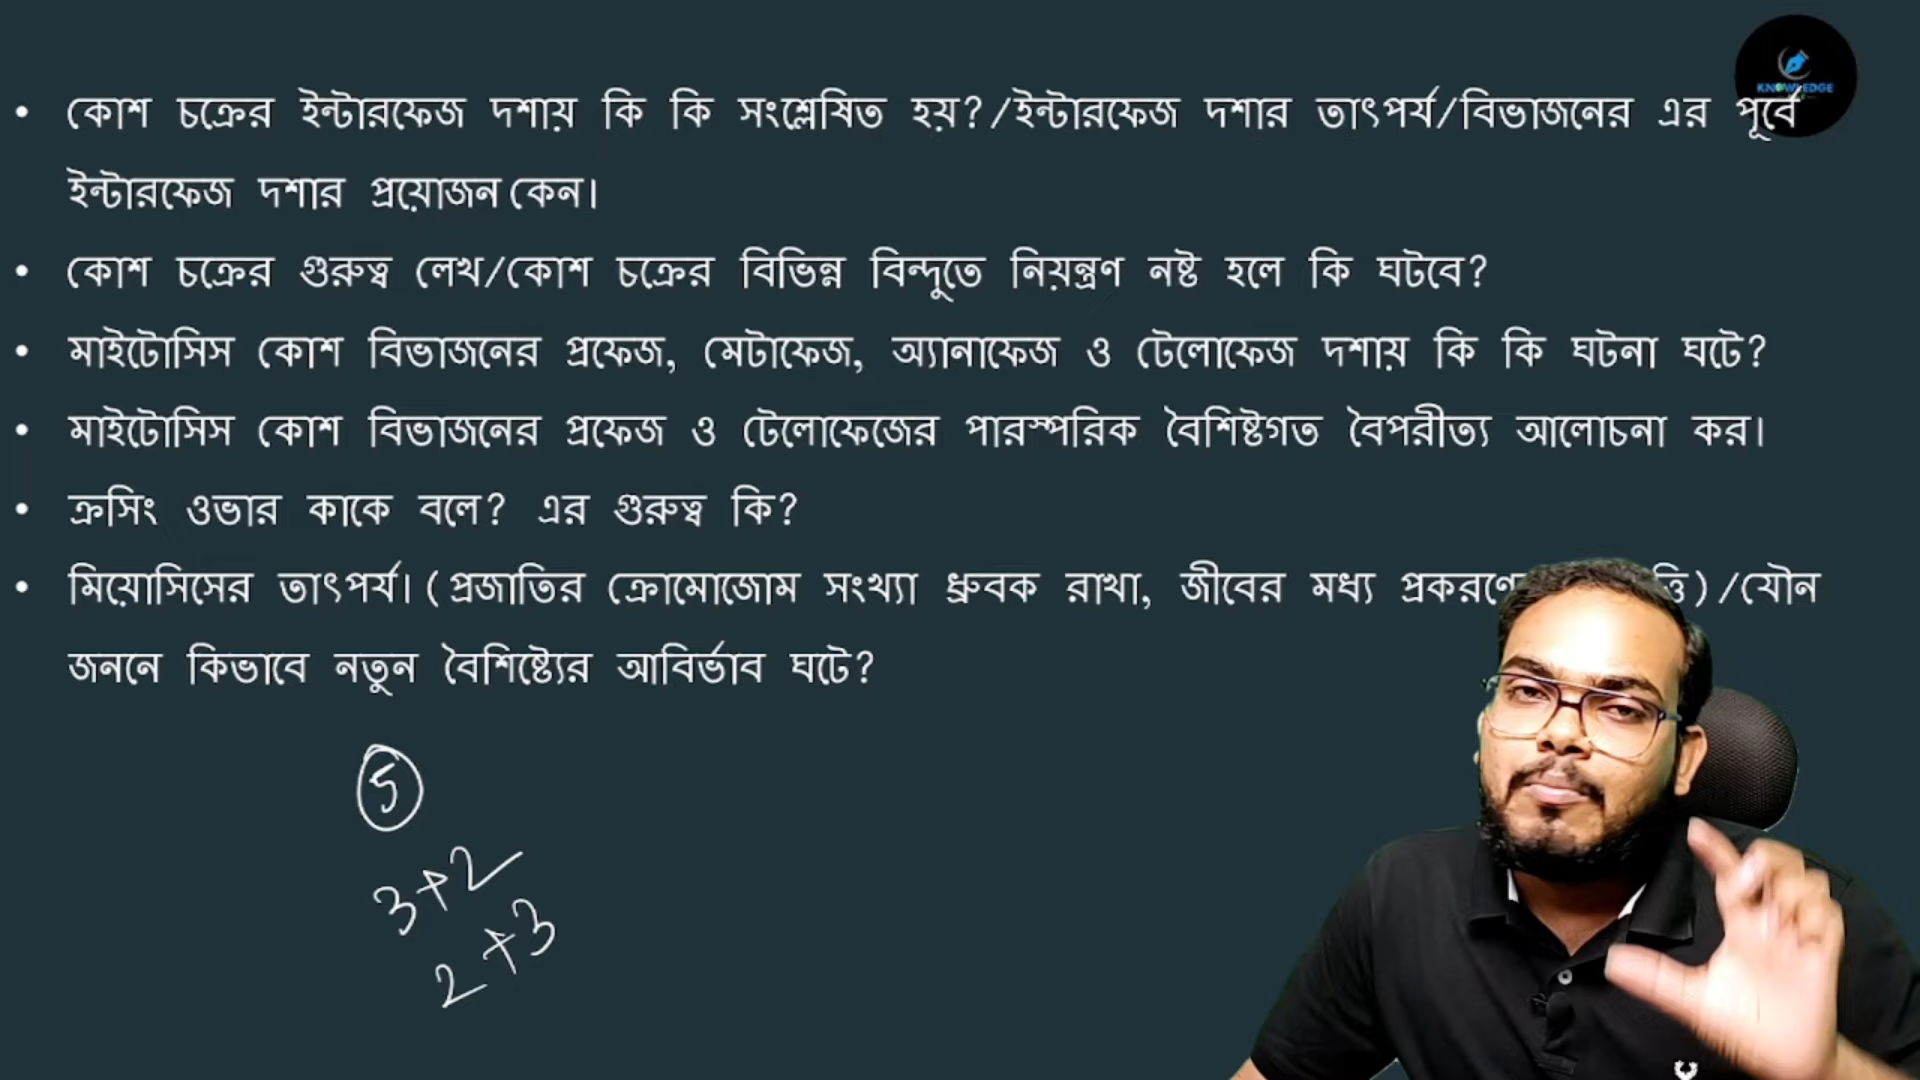 KNOWLEDGE
• কোশ চক্রের ইন্টারফেজ দশায় কি কি সংশ্লেষিত হয়?/ইন্টারফেজ দশার তাৎপর্য/বিভাজনের এর পূর্বে
ইন্টারফেজ দশার প্রয়োজন কেন।
• কোশ চক্রের গুরুত্ব লেখ/কোশ চক্রের বিভিন্ন বিন্দুতে নিয়ন্ত্রণ নষ্ট হলে কি ঘটবে?
• মাইটোসিস কোশ বিভাজনের প্রফেজ, মেটাফেজ, অ্যানাফেজ ও টেলোফেজ দশায় কি কি ঘটনা ঘটে?
• মাইটোসিস কোশ বিভাজনের প্রফেজ ও টেলোফেজের পারস্পরিক বৈশিষ্টগত বৈপরীত্য আলোচনা কর।
• ক্রসিং ওভার কাকে বলে? এর গুরুত্ব কি?
• মিয়োসিসের তাৎপর্য। (প্রজাতির ক্রোমোজোম সংখ্যা ধ্রুবক রাখা, জীবের মধ্য )/যৌন
জননে কিভাবে নতুন বৈশিষ্ট্যের আবির্ভাব ঘটে?
5
3+2
2+3